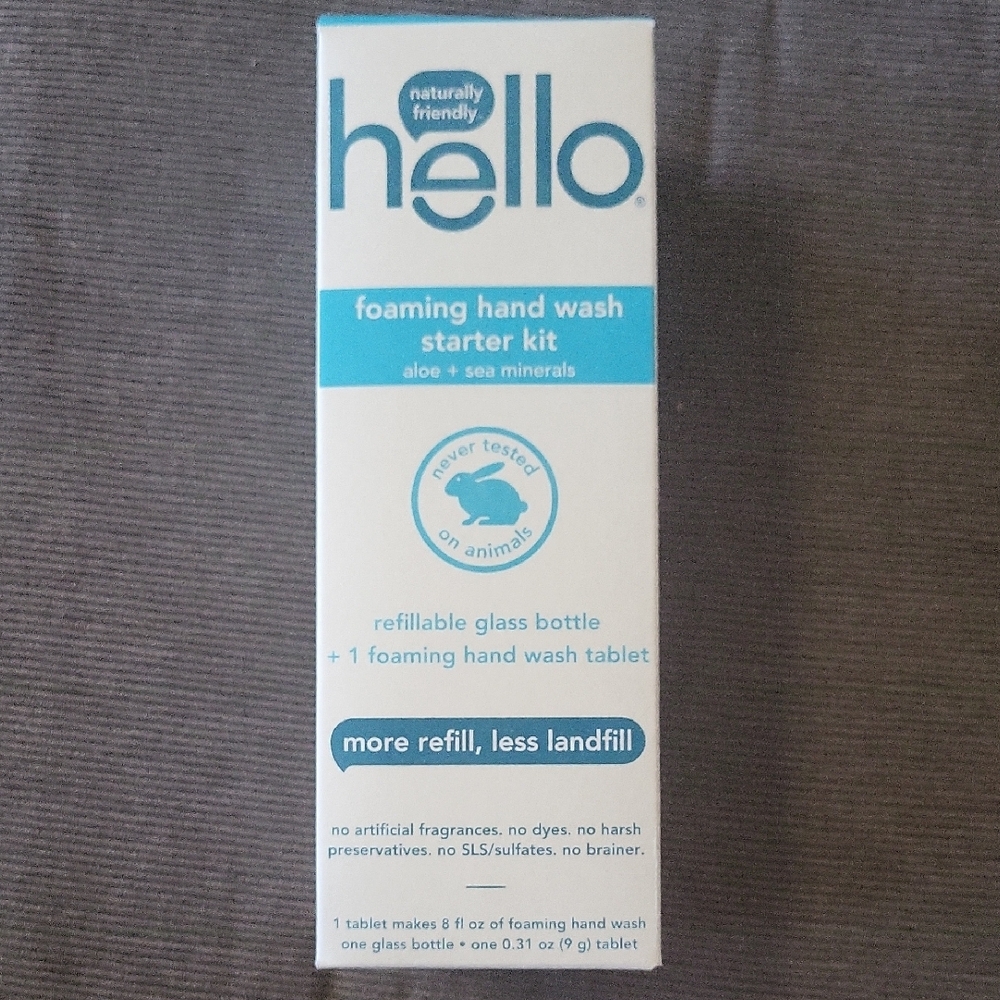 naturally
friendly
hello®
foaming hand wash
starter kit
aloe + sea minerals
never tested
on animals
refillable glass bottle
+ 1 foaming hand wash tablet
more refill, less landfill
no artificial fragrances. no dyes. no harsh
preservatives. no SLS/sulfates. no brainer.
1 tablet makes 8 fl oz of foaming hand wash
one glass bottle • one 0.31 oz (9 g) tablet